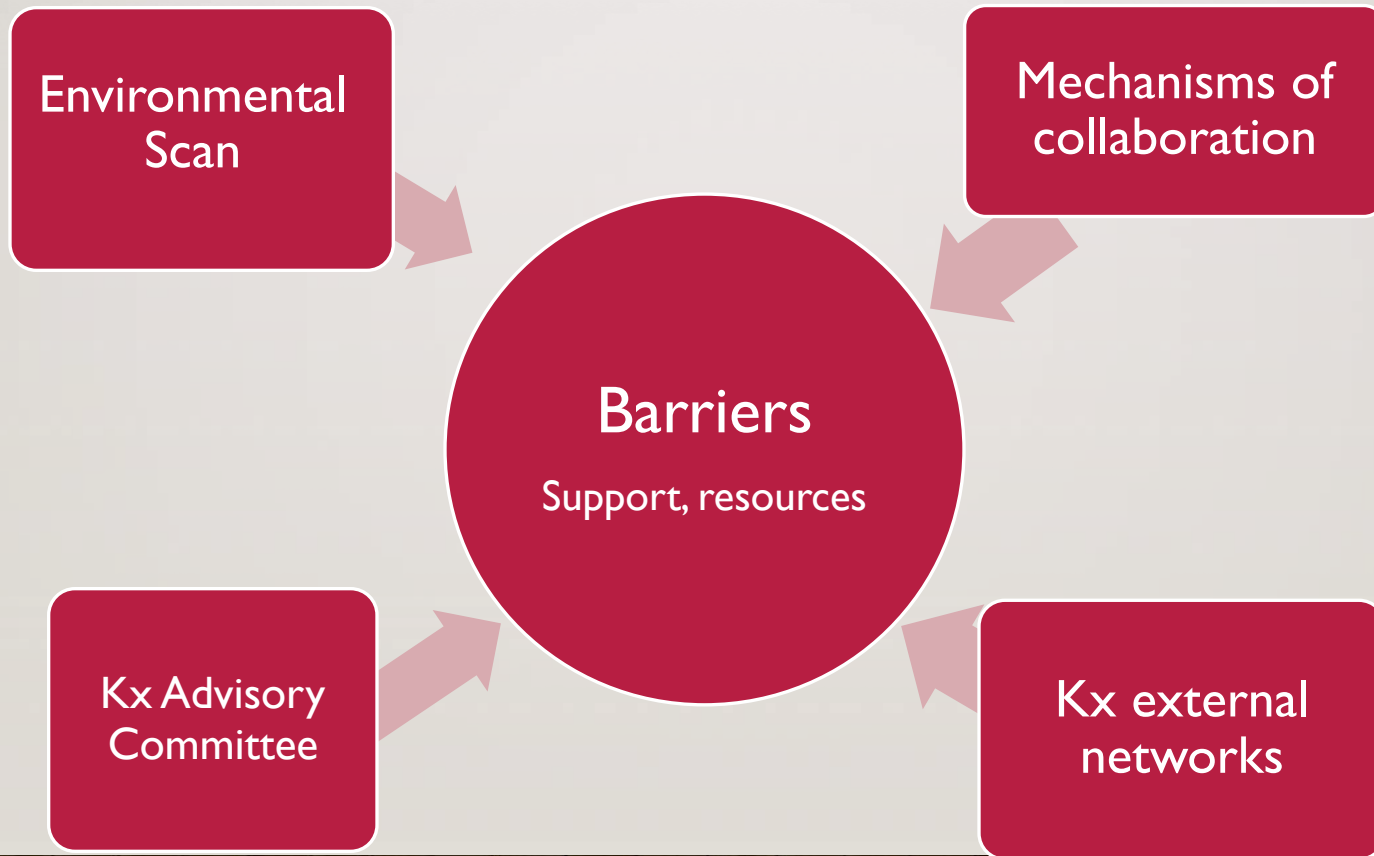 Environmental
Scan
Mechanisms of
collaboration
Barriers
Support, resources
Kx Advisory
Committee
Kx external
networks